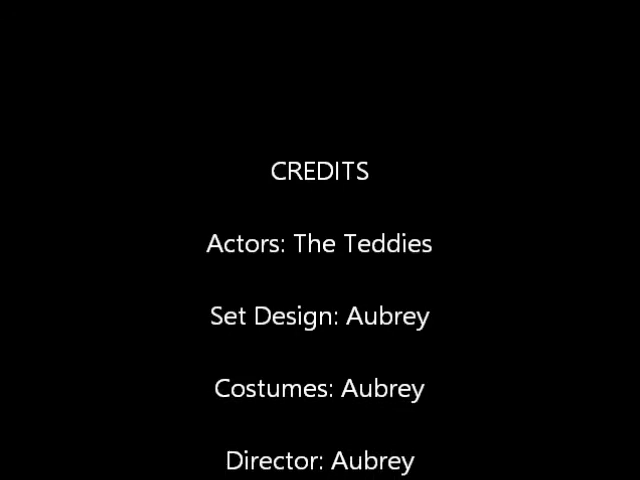 CREDITS
Actors: The Teddies
Set Design: Aubrey
Costumes: Aubrey
Director: Aubrey